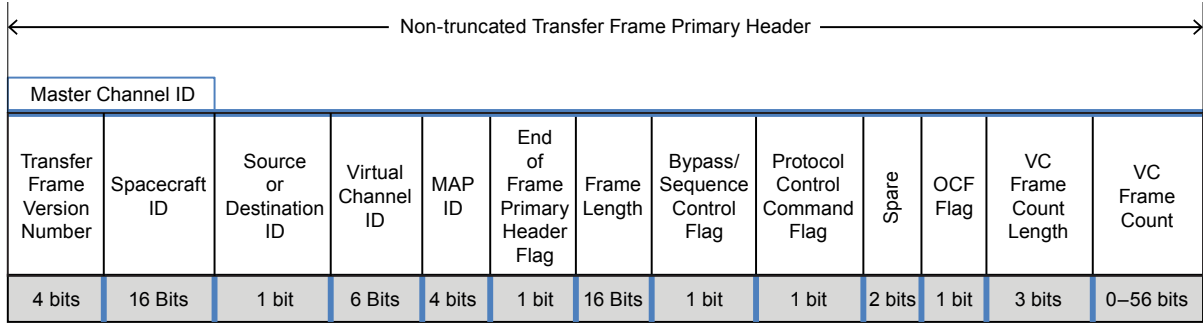 Non-truncated Transfer Frame Primary Header
Master Channel ID
Transfer
Frame
Version
Number
Spacecraft
ID
Source
or
Destination
ID
Virtual
Channel
ID
MAP
ID
End
of
Frame
Primary
Header
Flag
Frame
Length
Bypass/
Sequence
Control
Flag
Protocol
Control
Command
Flag
Spare
OCF
Flag
VC
Frame
Count
Length
VC
Frame
Count
4 bits
16 Bits
1 bit
6 Bits
4 bits
1 bit
16 Bits
1 bit
1 bit
2 bits
1 bit
3 bits
0–56 bits